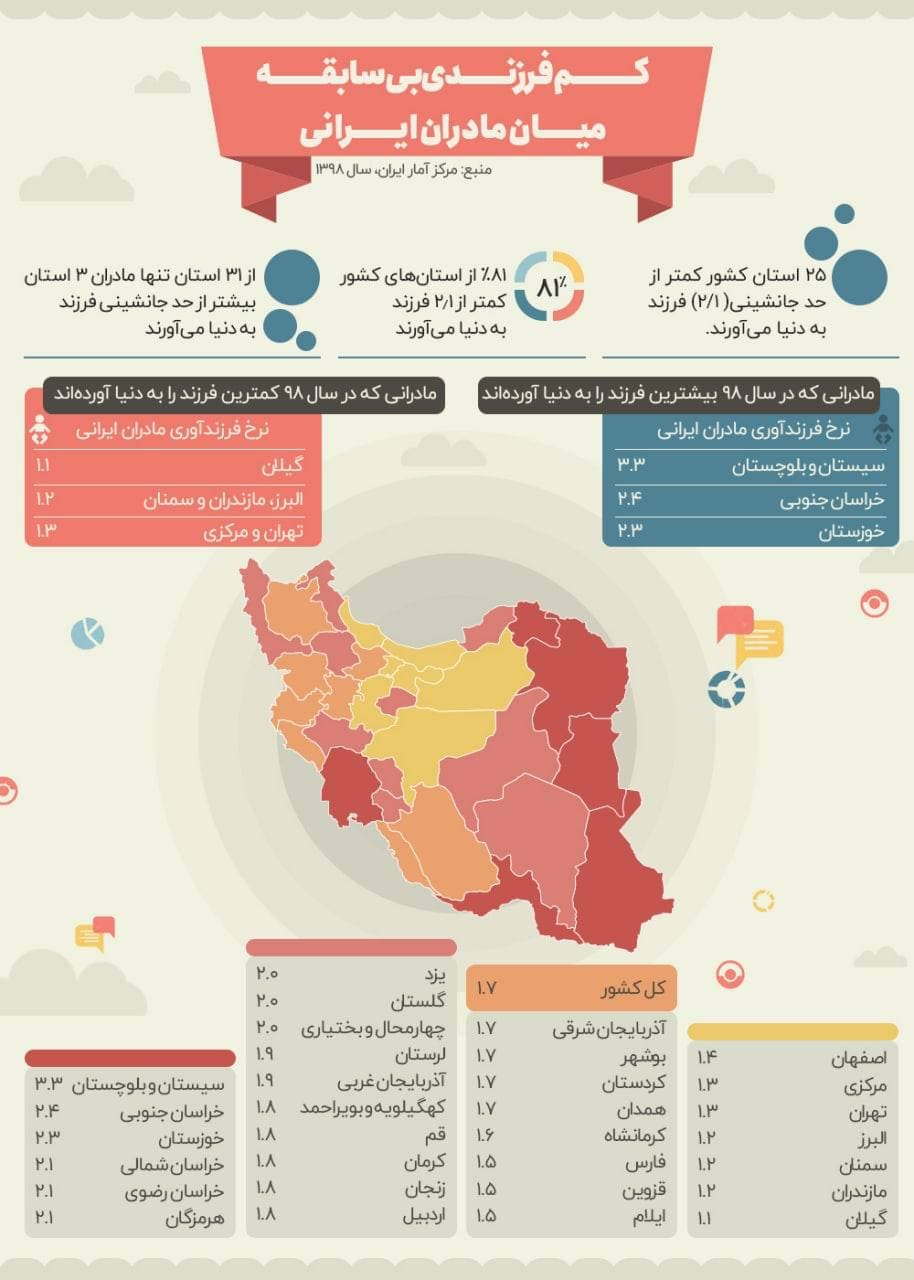 کم‌فرزندی بی‌سابقه
میان مادران ایرانی
منبع: مرکز آمار ایران، سال ۱۳۹۸
۲۵ استان کشور کمتر از
حد جانشینی(۲/۱) فرزند
به دنیا می‌آورند.
۸۱٪
۸۱٪ از استان‌های کشور
کمتر از ۲/۱ فرزند
به دنیا می‌آورند
از ۳۱ استان تنها مادران ۳ استان
بیشتر از حد جانشینی فرزند
به دنیا می‌آورند
مادرانی که در سال ۹۸ بیشترین فرزند را به دنیا آورده‌اند
نرخ فرزندآوری مادران ایرانی
سیستان و بلوچستان ۳.۳
خراسان جنوبی ۲.۴
خوزستان ۲.۳
مادرانی که در سال ۹۸ کمترین فرزند را به دنیا آورده‌اند
نرخ فرزندآوری مادران ایرانی
گیلان ۱.۱
البرز، مازندران و سمنان ۱.۲
تهران و مرکزی ۱.۳
اصفهان ۱.۴
مرکزی ۱.۳
تهران ۱.۳
البرز ۱.۲
سمنان ۱.۲
مازندران ۱.۲
گیلان ۱.۱
کل کشور ۱.۷
آذربایجان شرقی ۱.۷
بوشهر ۱.۷
کردستان ۱.۷
همدان ۱.۷
کرمانشاه ۱.۶
فارس ۱.۵
قزوین ۱.۵
ایلام ۱.۵
یزد ۲.۰
گلستان ۲.۰
چهارمحال و بختیاری ۲.۰
لرستان ۱.۹
آذربایجان غربی ۱.۹
کهگیلویه و بویراحمد ۱.۸
قم ۱.۸
کرمان ۱.۸
زنجان ۱.۸
اردبیل ۱.۸
سیستان و بلوچستان ۳.۳
خراسان جنوبی ۲.۴
خوزستان ۲.۳
خراسان شمالی ۲.۱
خراسان رضوی ۲.۱
هرمزگان ۲.۱